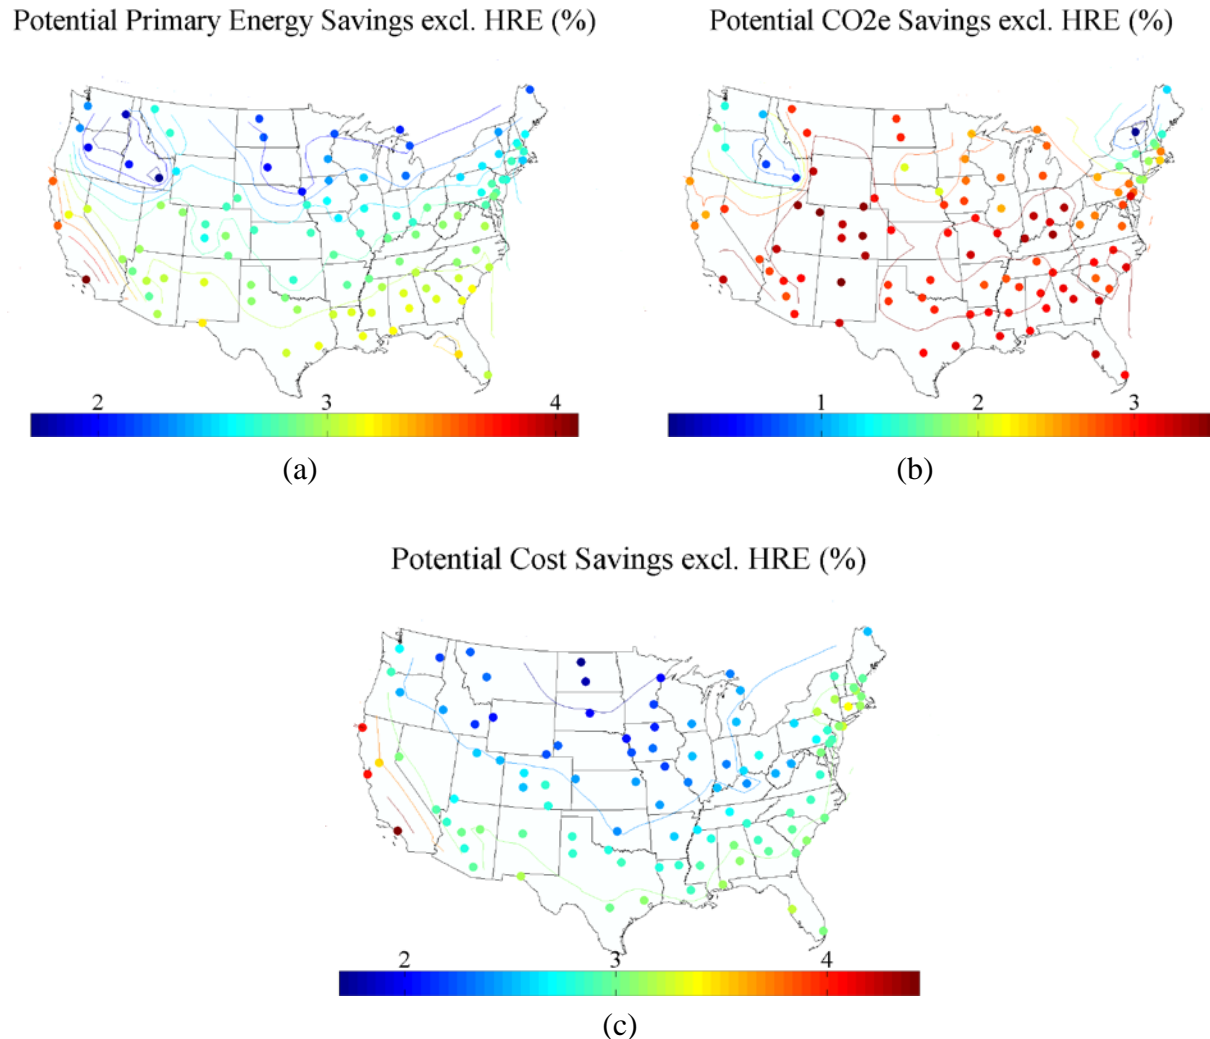 Potential Primary Energy Savings excl. HRE (%)
Potential CO2e Savings excl. HRE (%)
2 3 4
1 2 3
(a)
(b)
Potential Cost Savings excl. HRE (%)
2 3 4
(c)